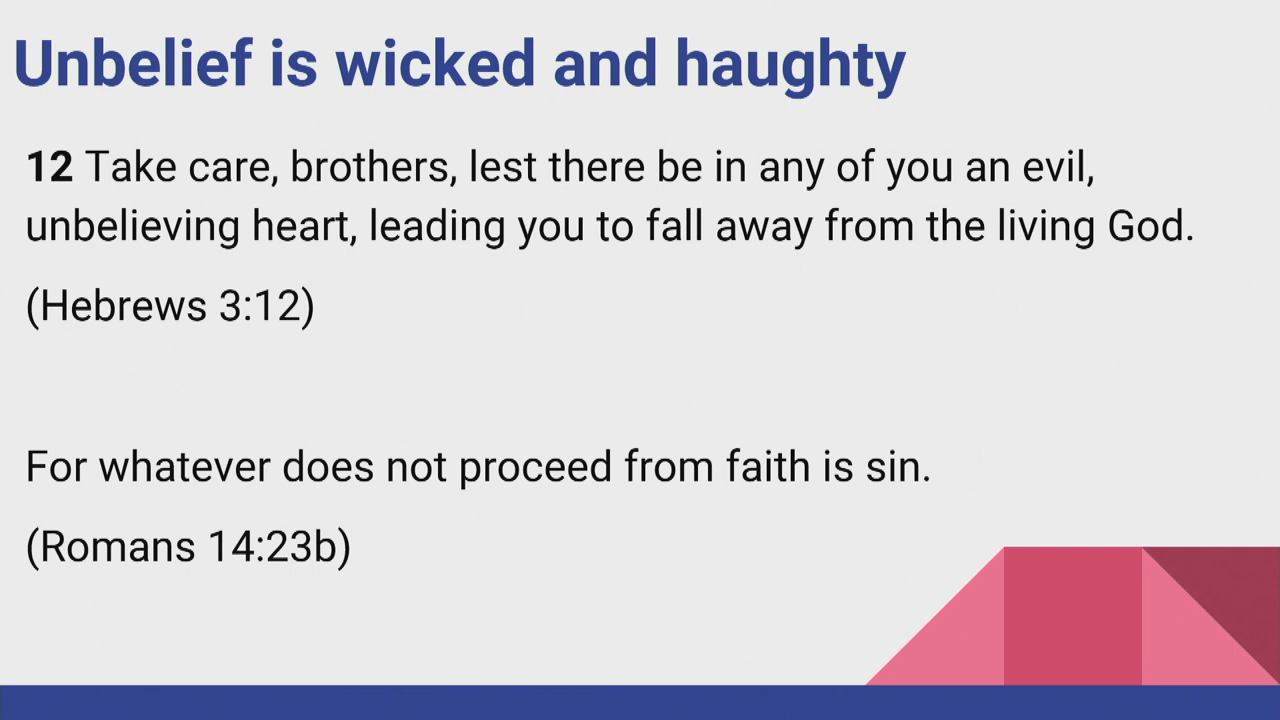 Unbelief is wicked and haughty
12 Take care, brothers, lest there be in any of you an evil,
unbelieving heart, leading you to fall away from the living God.
(Hebrews 3:12)
For whatever does not proceed from faith is sin.
(Romans 14:23b)